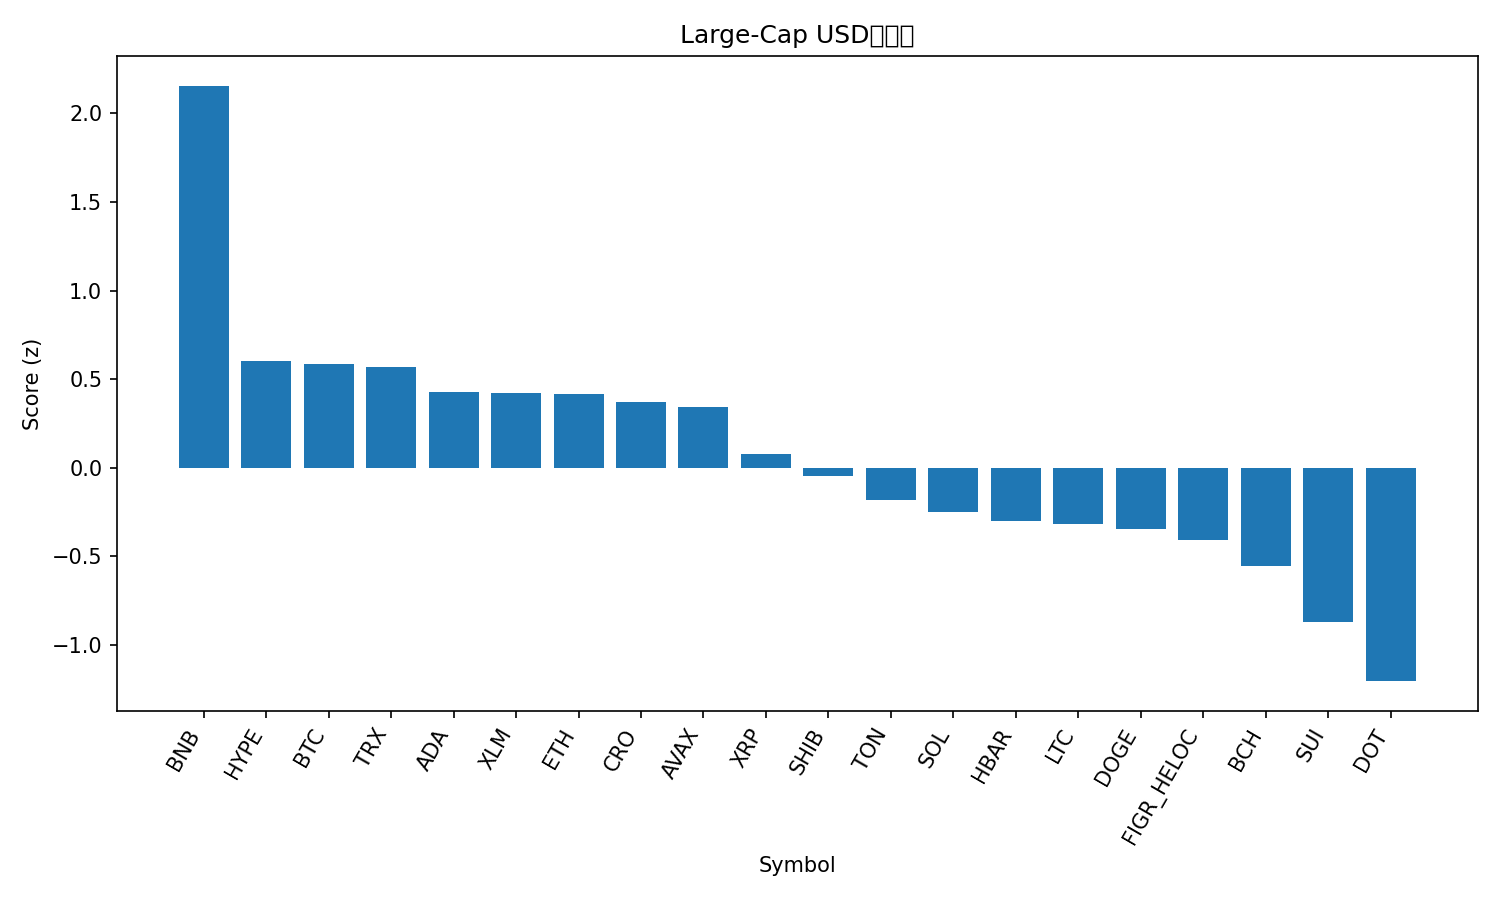 Large-Cap USD
2.0
1.5
1.0
0.5
0.0
−0.5
−1.0
Score (z)
BNB
HYPE
BTC
TRX
ADA
XLM
ETH
CRO
AVAX
XRP
SHIB
TON
SOL
HBAR
LTC
DOGE
FIGR_HELOC
BCH
SUI
DOT
Symbol